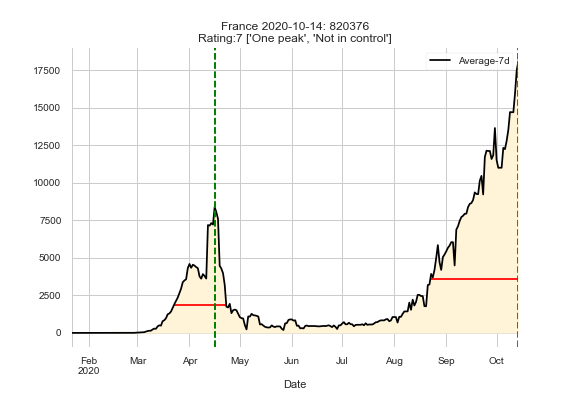 France 2020-10-14: 820376
Rating:7 ['One peak', 'Not in control']
Average-7d
17500
15000
12500
10000
7500
5000
2500
0
Feb Mar Apr May Jun Jul Aug Sep Oct
2020
Date